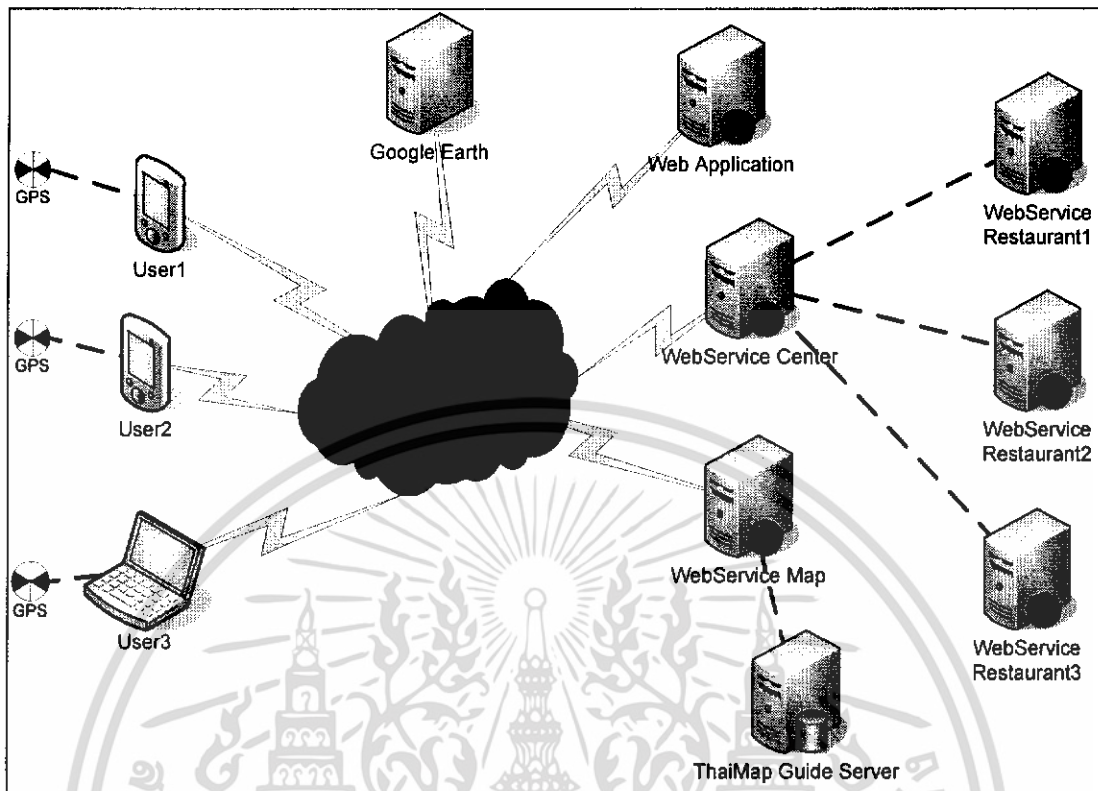 Google Earth
Web Application
GPS
User1
WebService
Restaurant1
GPS
User2
WebService Center
WebService
Restaurant2
GPS
User3
WebService Map
WebService
Restaurant3
ThaiMap Guide Server